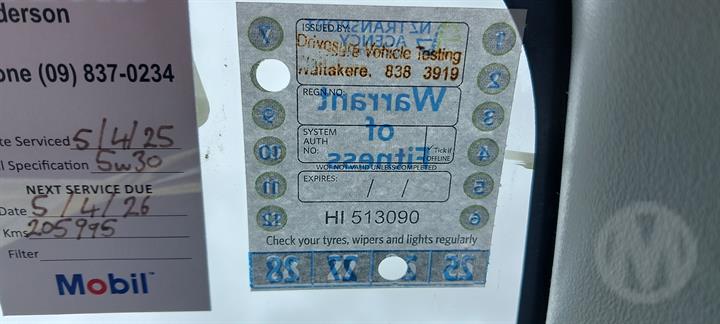 derson
one (09) 837-0234
te Serviced 5/4/25
l Specification 5w30
NEXT SERVICE DUE
Date 5/4/26
Kms 205995
Filter
Mobil
NZ TRANSPORT
AGENCY
ISSUED BY:
Drivesafe Vehicle Testing
Waitakere. 838 3919
REGN NO:
Warrant
of
Fitness
SYSTEM
AUTH
NO:
Tick if
OFFLINE
WOF NOT VALID UNLESS COMPLETED
EXPIRES: / /
HI 513090
Check your tyres, wipers and lights regularly
1
2
3
4
5
6
9
10
11
12
28 27 25
M